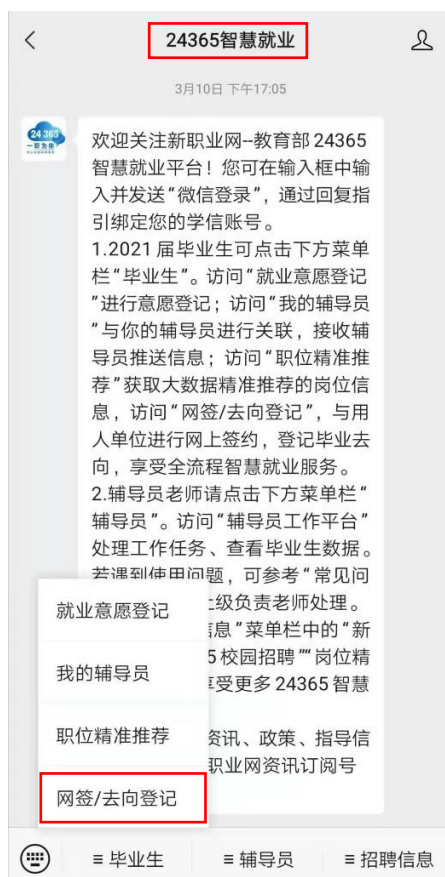 24365智慧就业
3月10日 下午17:05
24 365
一职为你
欢迎关注新职业网--教育部 24365
智慧就业平台！您可在输入框中输
入并发送“微信登录”，通过回复指
引绑定您的学信账号。
1.2021 届毕业生可点击下方菜单
栏“毕业生”。访问“就业意愿登记
”进行意愿登记；访问“我的辅导员
”与你的辅导员进行关联，接收辅
导员推送信息；访问“职位精准推
荐”获取大数据精准推荐的岗位信
息，访问“网签/去向登记”，与用
人单位进行网上签约，登记毕业去
向，享受全流程智慧就业服务。
2.辅导员老师请点击下方菜单栏“
辅导员”。访问“辅导员工作平台”
处理工作任务、查看毕业生数据。
若遇到使用问题，可参考“常见问
级负责老师处理。
息”菜单栏中的“新
5 校园招聘”“岗位精
享受更多 24365 智慧
资讯、政策、指导信
职业网资讯订阅号
就业意愿登记
我的辅导员
职位精准推荐
网签/去向登记
≡ 毕业生
≡ 辅导员
≡ 招聘信息